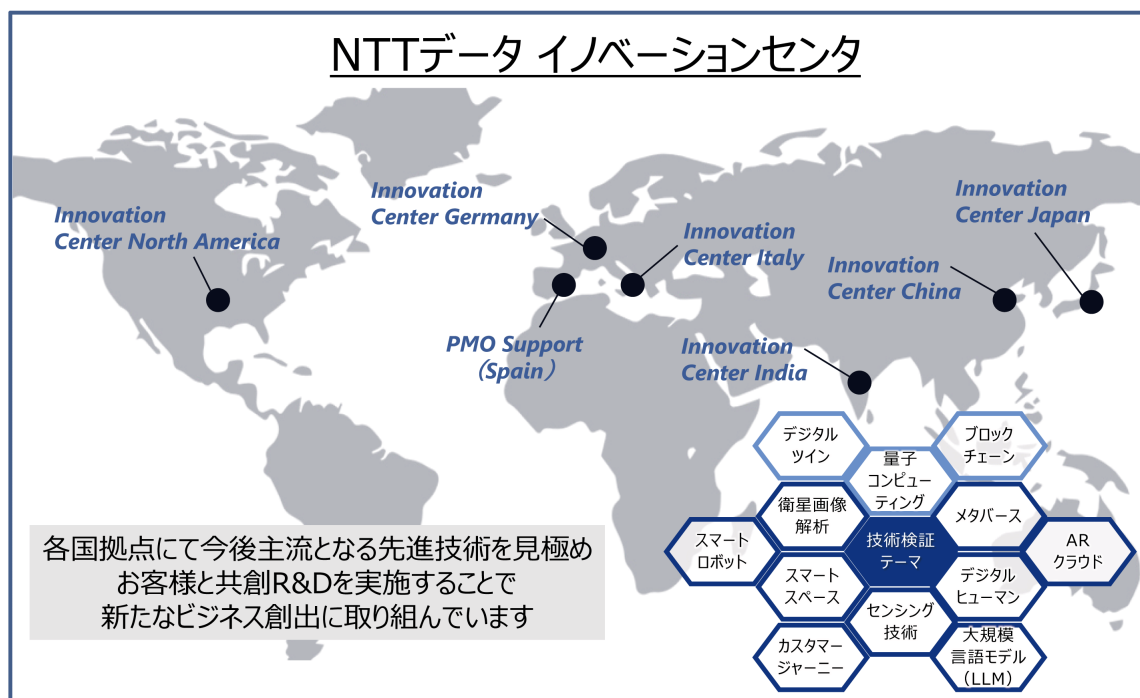 NTTデータ イノベーションセンタ
Innovation
Center North America
Innovation
Center Germany
Innovation
Center Italy
Innovation
Center Japan
Innovation
Center China
PMO Support
（Spain）
Innovation
Center India
各国拠点にて今後主流となる先進技術を見極め
お客様と共創R&Dを実施することで
新たなビジネス創出に取り組んでいます
デジタル
ツイン
量子
コンピュー
ティング
ブロック
チェーン
衛星画像
解析
メタバース
スマート
ロボット
技術検証
テーマ
AR
クラウド
スマート
スペース
デジタル
ヒューマン
センシング
技術
カスタマー
ジャーニー
大規模
言語モデル
（LLM）